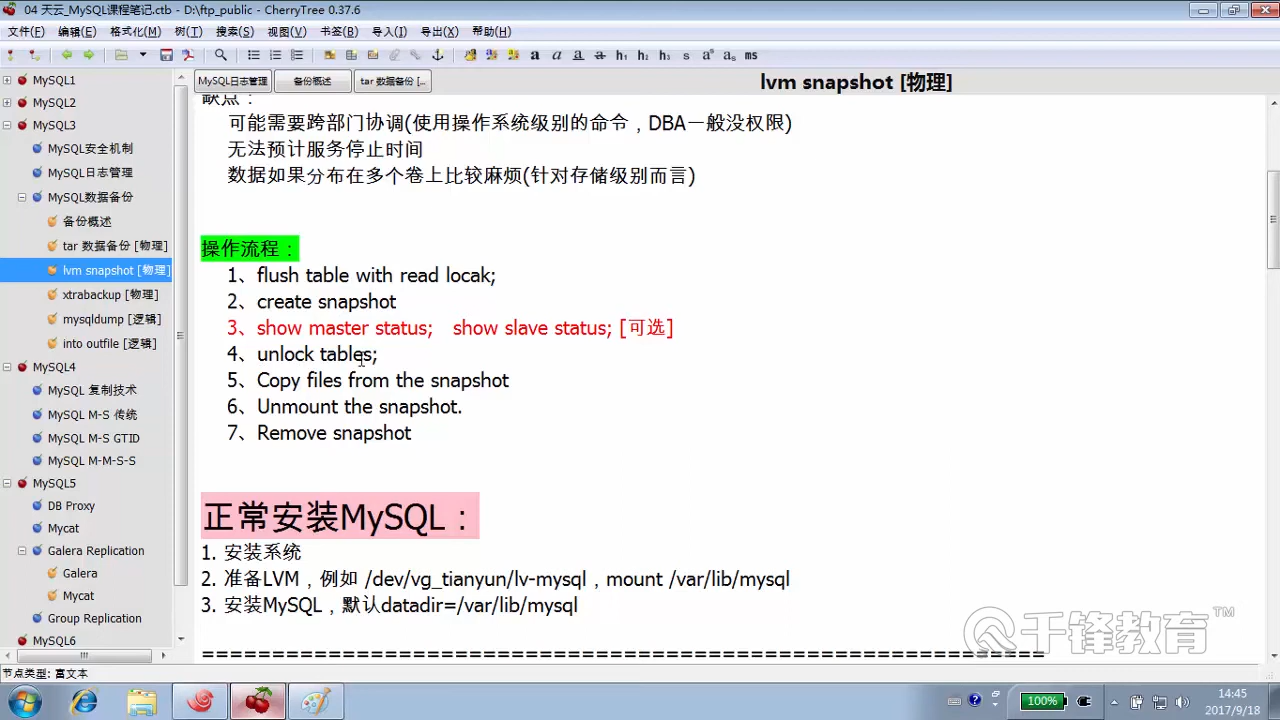 04 天云_MySQL课程笔记.ctb - D:\ftp_public - CherryTree 0.37.6
文件(F) 编辑(E) 格式化(M) 树(T) 搜索(S) 视图(V) 书签(B) 导入(I) 导出(X) 帮助(H)
a a a a h₁ h₂ h₃ s aˢ aₛ ms
MySQL日志管理 备份概述 tar 数据备份 [..
lvm snapshot [物理]
MySQL1
MySQL2
MySQL3
MySQL安全机制
MySQL日志管理
MySQL数据备份
备份概述
tar 数据备份 [物理]
lvm snapshot [物理]
xtrabackup [物理]
mysqldump [逻辑]
into outfile [逻辑]
MySQL4
MySQL 复制技术
MySQL M-S 传统
MySQL M-S GTID
MySQL M-M-S-S
MySQL5
DB Proxy
Mycat
Galera Replication
Galera
Mycat
Group Replication
MySQL6
缺点：
可能需要跨部门协调(使用操作系统级别的命令，DBA一般没权限)
无法预计服务停止时间
数据如果分布在多个卷上比较麻烦(针对存储级别而言)
操作流程：
1、flush table with read locak;
2、create snapshot
3、show master status; show slave status; [可选]
4、unlock tables;
5、Copy files from the snapshot
6、Unmount the snapshot.
7、Remove snapshot
正常安装MySQL：
1. 安装系统
2. 准备LVM，例如 /dev/vg_tianyun/lv-mysql，mount /var/lib/mysql
3. 安装MySQL，默认datadir=/var/lib/mysql
========================================================================
千锋教育™
节点类型: 富文本
100%
14:45
2017/9/18